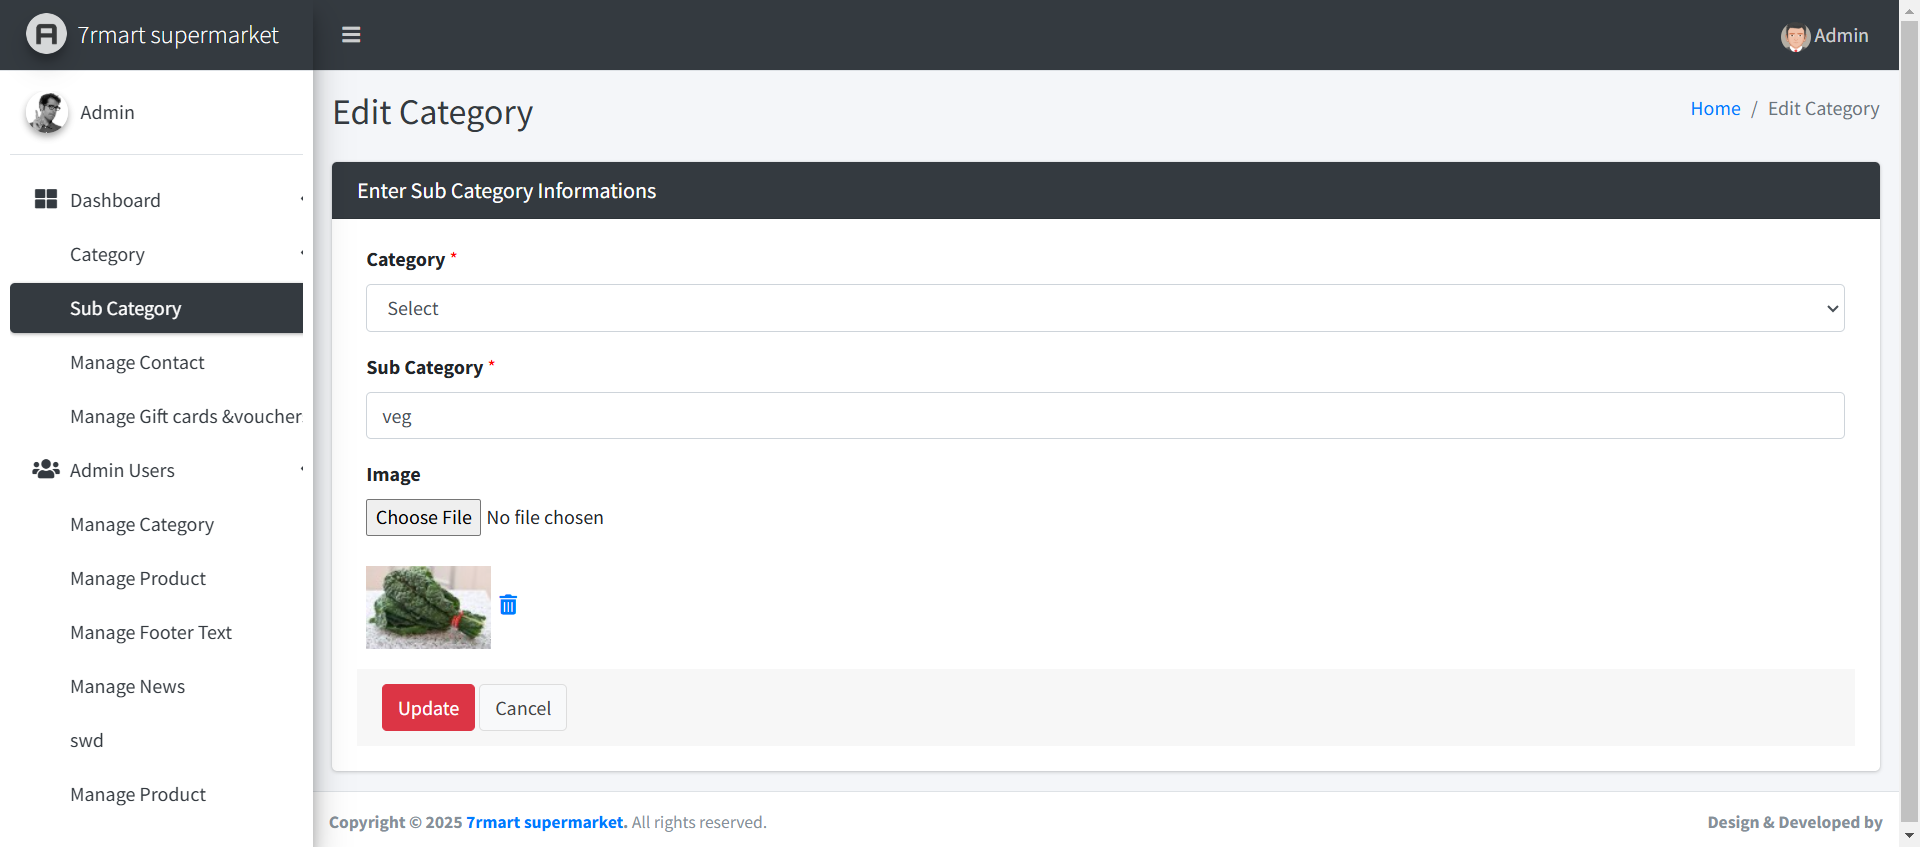 7rmart supermarket
Admin
Admin
Dashboard
Category
Sub Category
Manage Contact
Manage Gift cards &voucher
Admin Users
Manage Category
Manage Product
Manage Footer Text
Manage News
swd
Manage Product
Edit Category
Home / Edit Category
Enter Sub Category Informations
Category *
Select
Sub Category *
veg
Image
Choose File No file chosen
Update Cancel
Copyright © 2025 7rmart supermarket. All rights reserved.
Design & Developed by